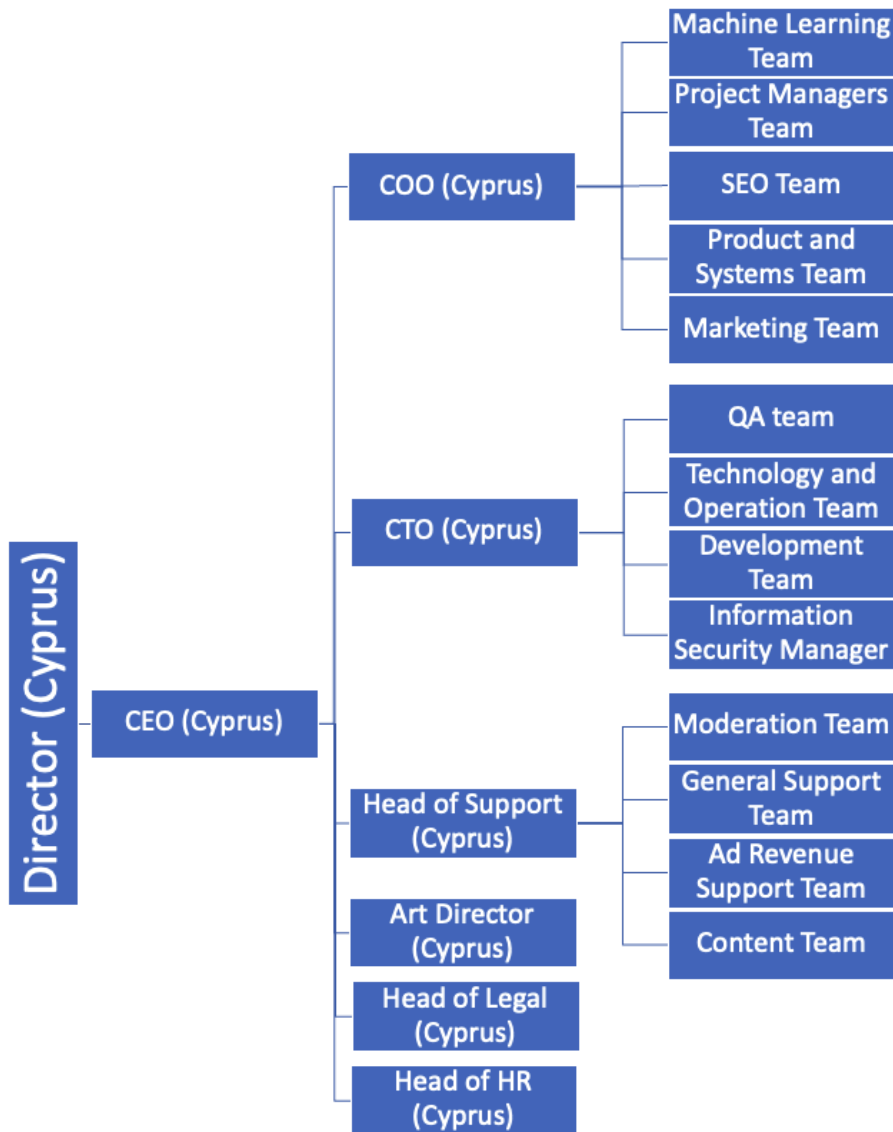 Director (Cyprus)
CEO (Cyprus)
COO (Cyprus)
Machine Learning
Team
Project Managers
Team
SEO Team
Product and
Systems Team
Marketing Team
CTO (Cyprus)
QA team
Technology and
Operation Team
Development
Team
Information
Security Manager
Head of Support
(Cyprus)
Moderation Team
General Support
Team
Ad Revenue
Support Team
Content Team
Art Director
(Cyprus)
Head of Legal
(Cyprus)
Head of HR
(Cyprus)